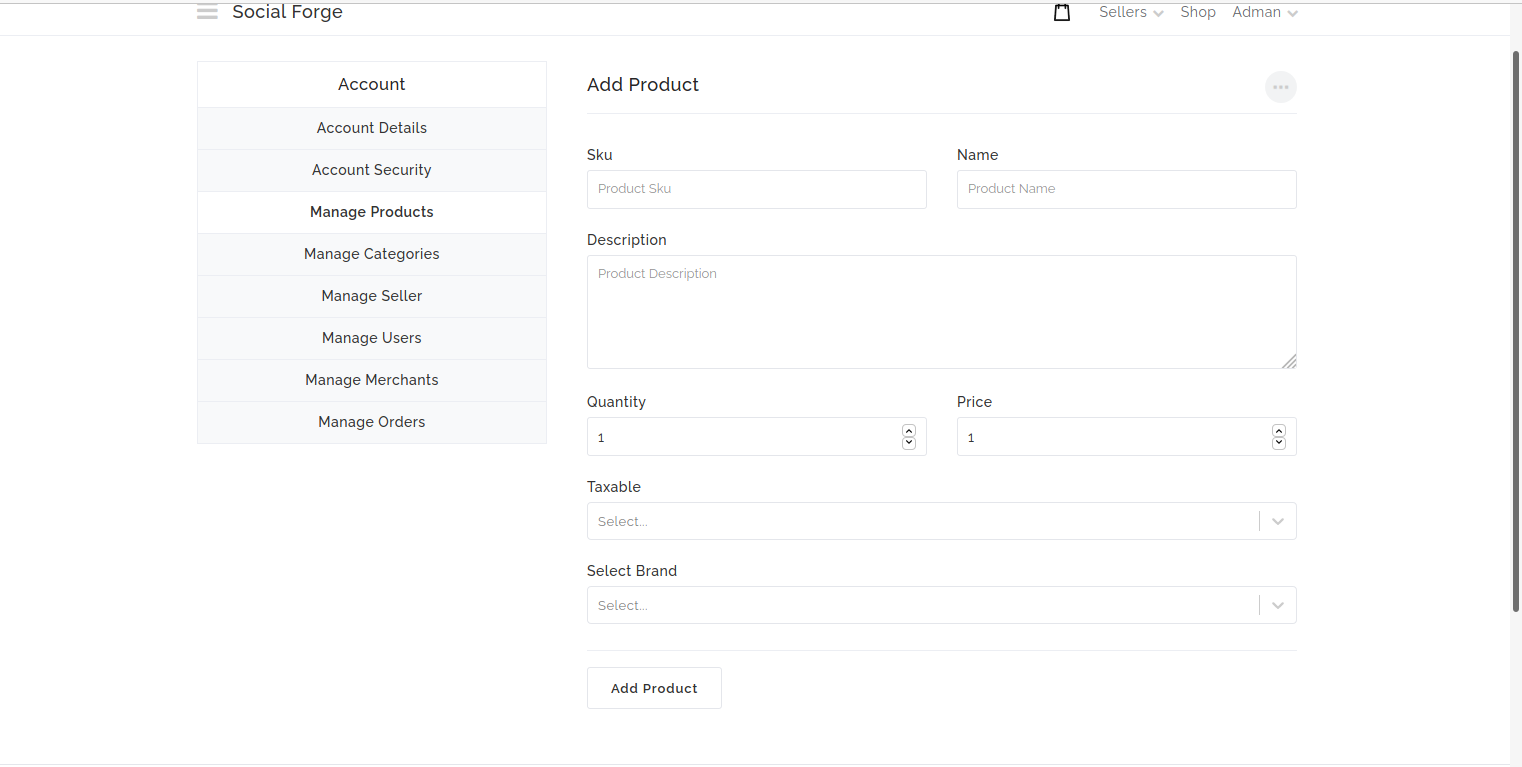 Social Forge
Sellers
Shop
Adman
Account
Account Details
Account Security
Manage Products
Manage Categories
Manage Seller
Manage Users
Manage Merchants
Manage Orders
Add Product
Sku
Name
Product Sku
Product Name
Description
Product Description
Quantity
Price
1
1
Taxable
Select...
Select Brand
Select...
Add Product